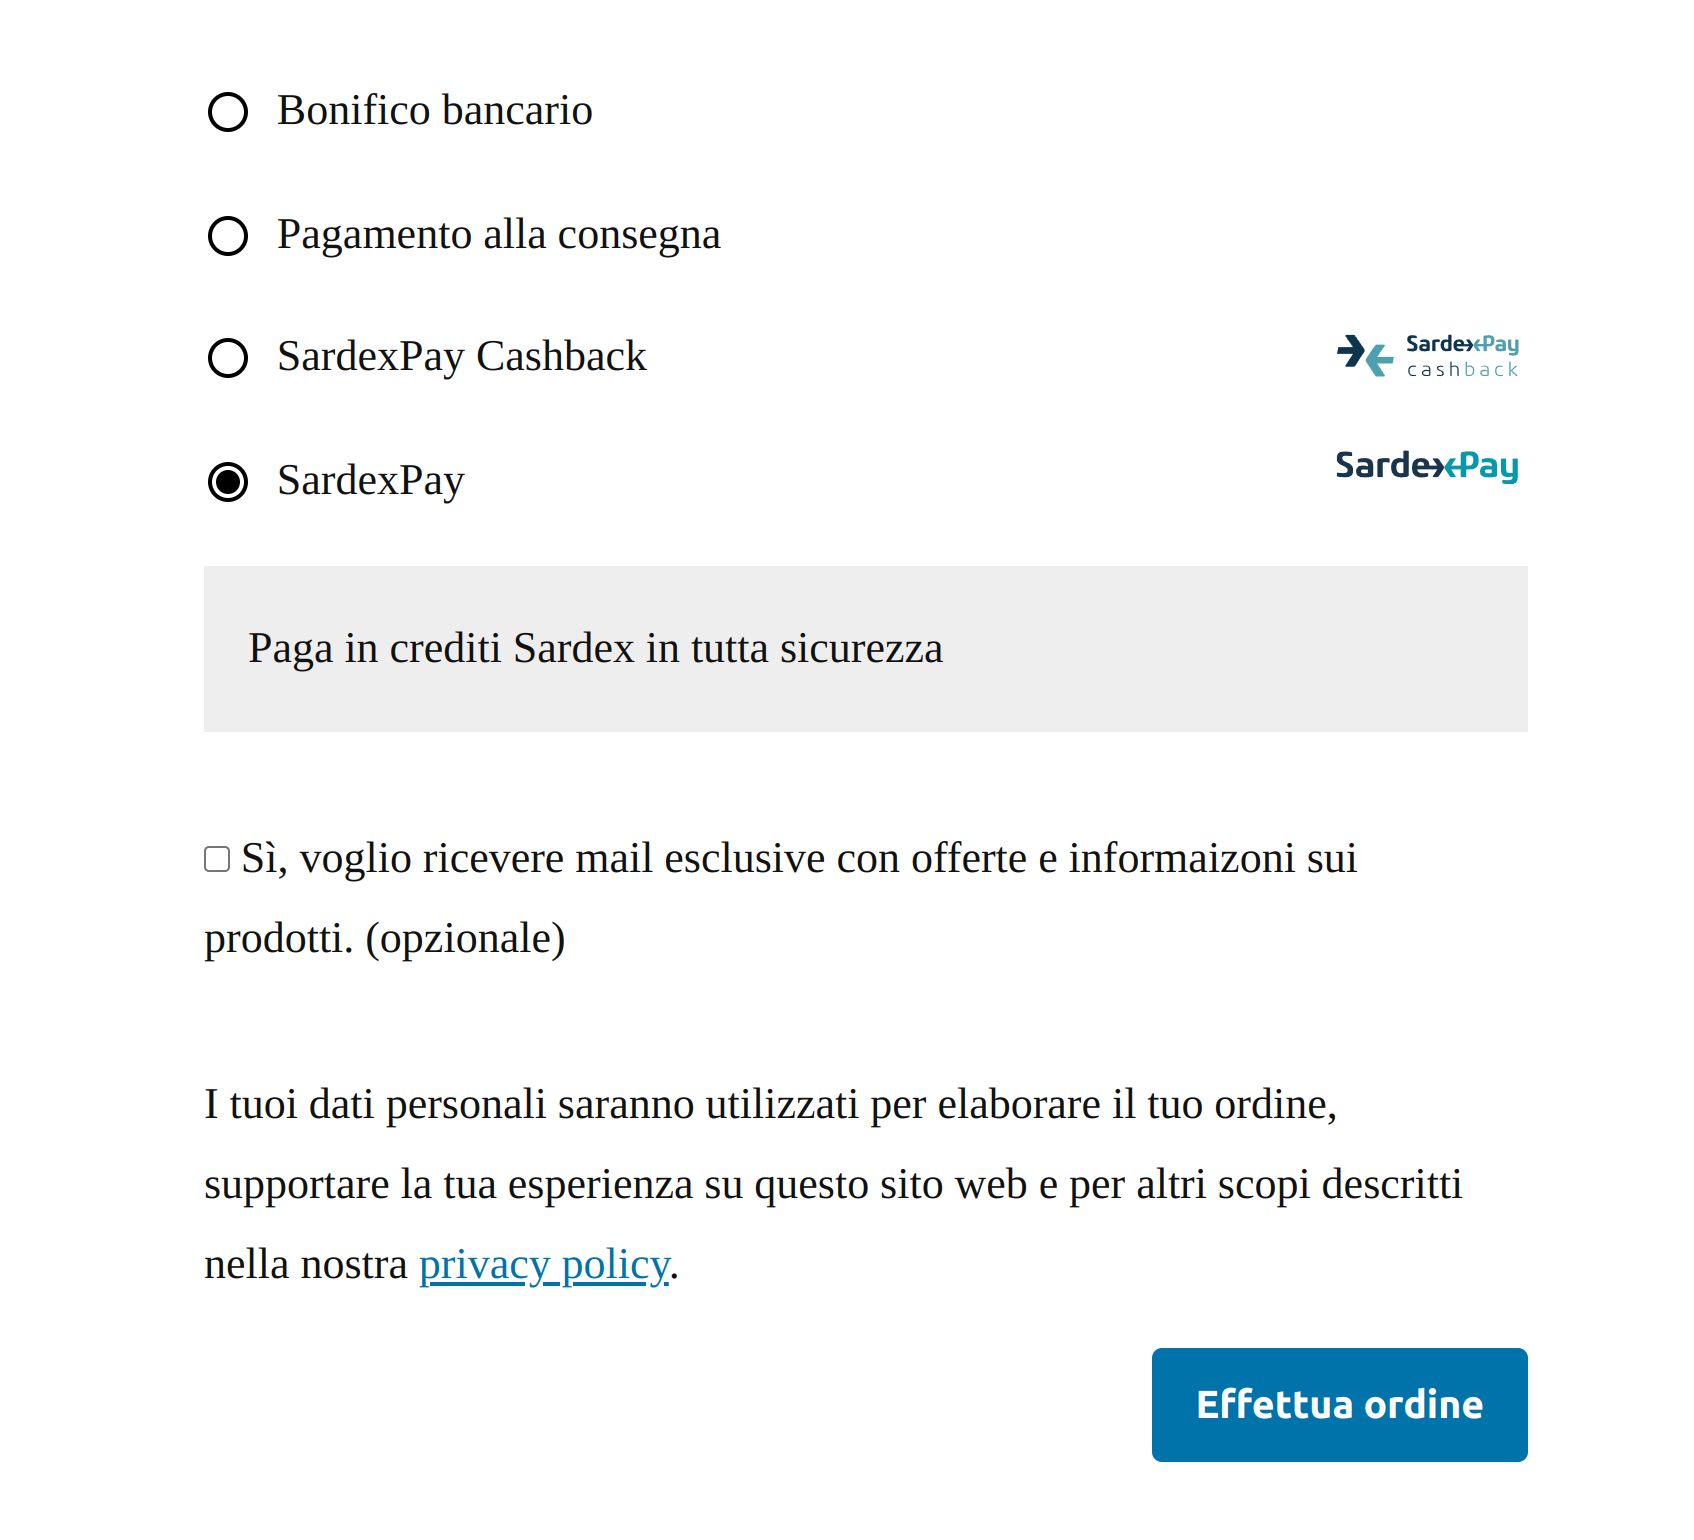 Bonifico bancario
Pagamento alla consegna
SardexPay Cashback
SardexPay
cashback
SardexPay
SardexPay
Paga in crediti Sardex in tutta sicurezza
Sì, voglio ricevere mail esclusive con offerte e informaizoni sui
prodotti. (opzionale)
I tuoi dati personali saranno utilizzati per elaborare il tuo ordine,
supportare la tua esperienza su questo sito web e per altri scopi descritti
nella nostra privacy policy.
Effettua ordine